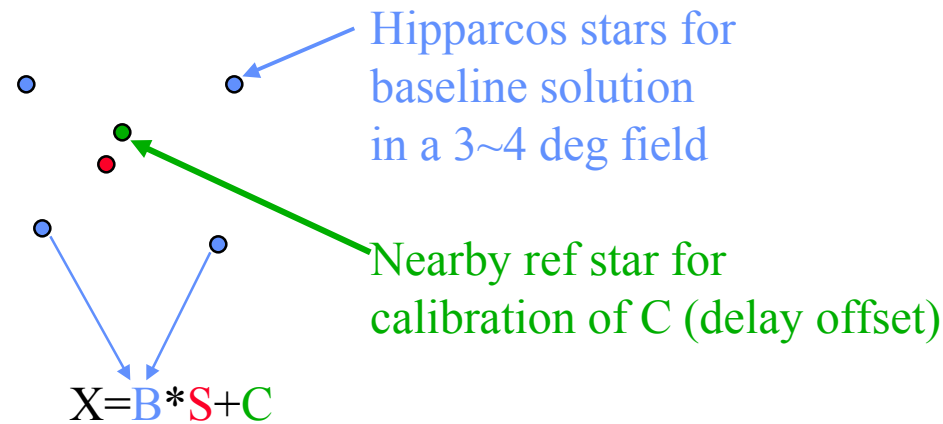 Hipparcos stars for
baseline solution
in a 3~4 deg field
Nearby ref star for
calibration of C (delay offset)
X=B*S+C